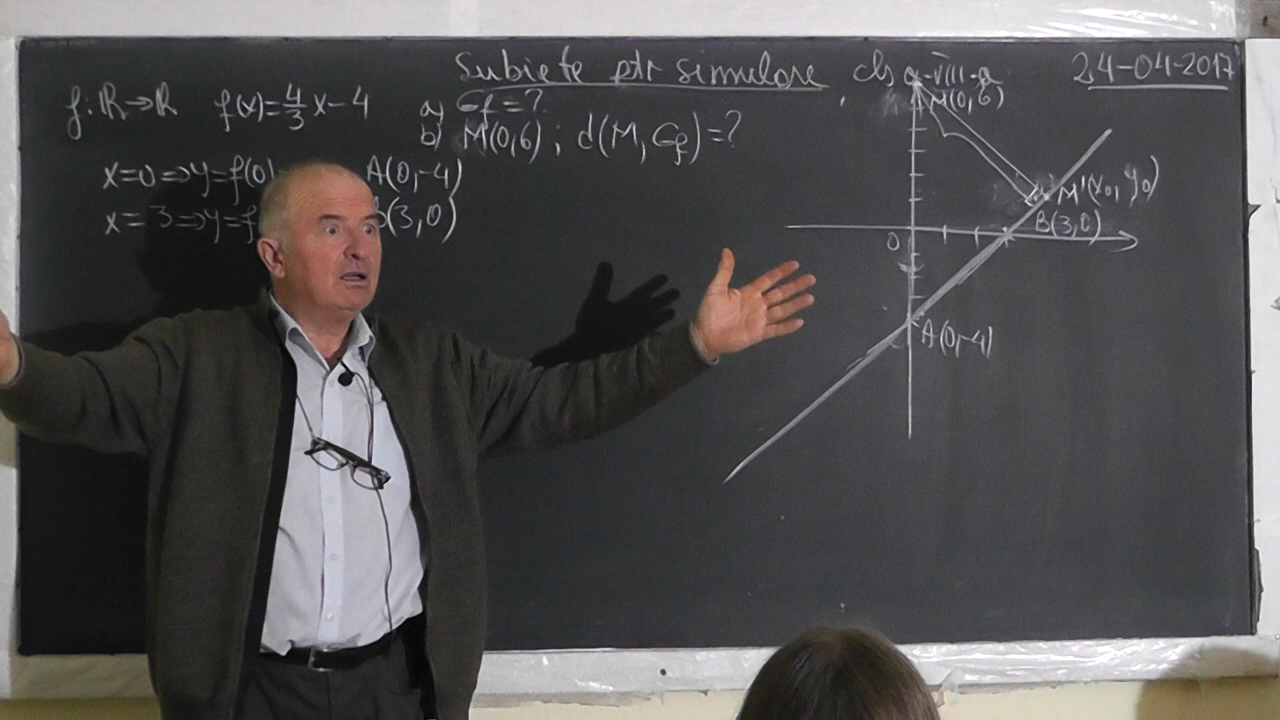 Subiete ptr simulare, cls a-VIII-a 24-04-2017
f:ℝ→ℝ f(x)=4/3 x-4 a) Gf=?
b) M(0,6); d(M,Gf)=?
x=0⇒y=f(0) A(0,-4)
x=3⇒y=f B(3,0)
M(0,6)
M'(x0, y0)
B(3,0)
0
A(0,-4)